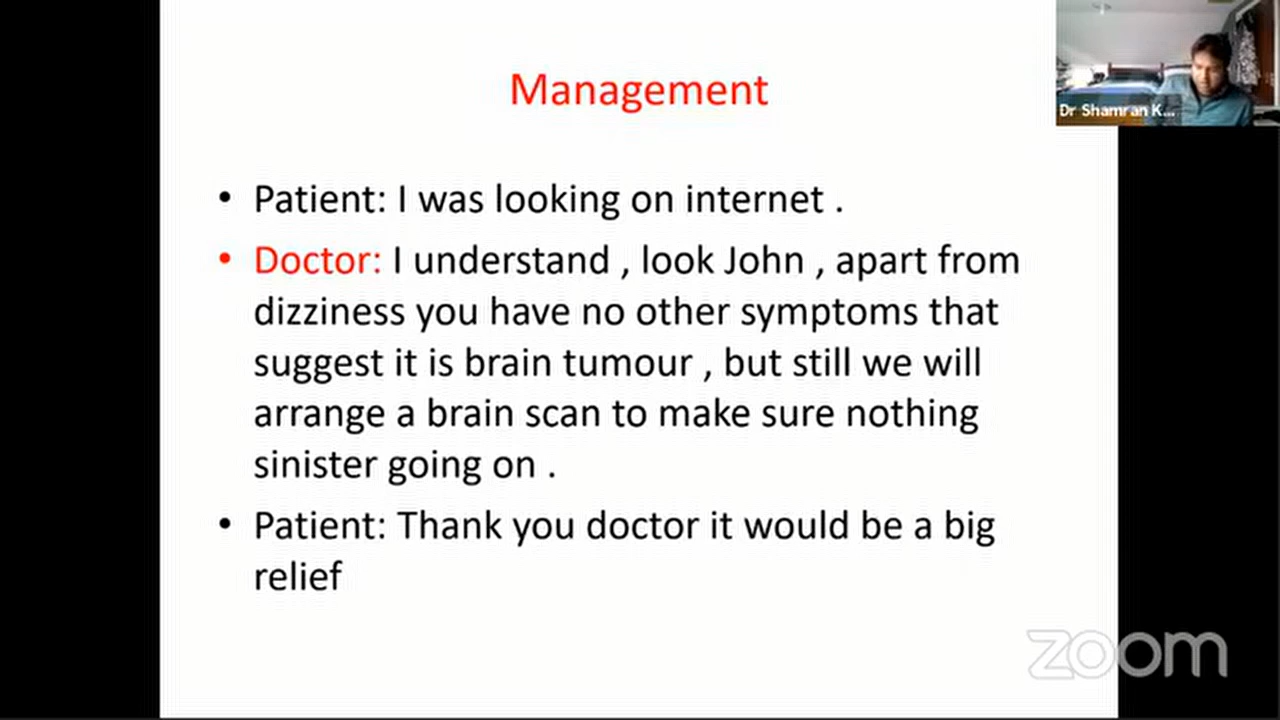 Management
Dr Shamran K...
• Patient: I was looking on internet .
• Doctor: I understand , look John , apart from
dizziness you have no other symptoms that
suggest it is brain tumour , but still we will
arrange a brain scan to make sure nothing
sinister going on .
• Patient: Thank you doctor it would be a big
relief
zoom